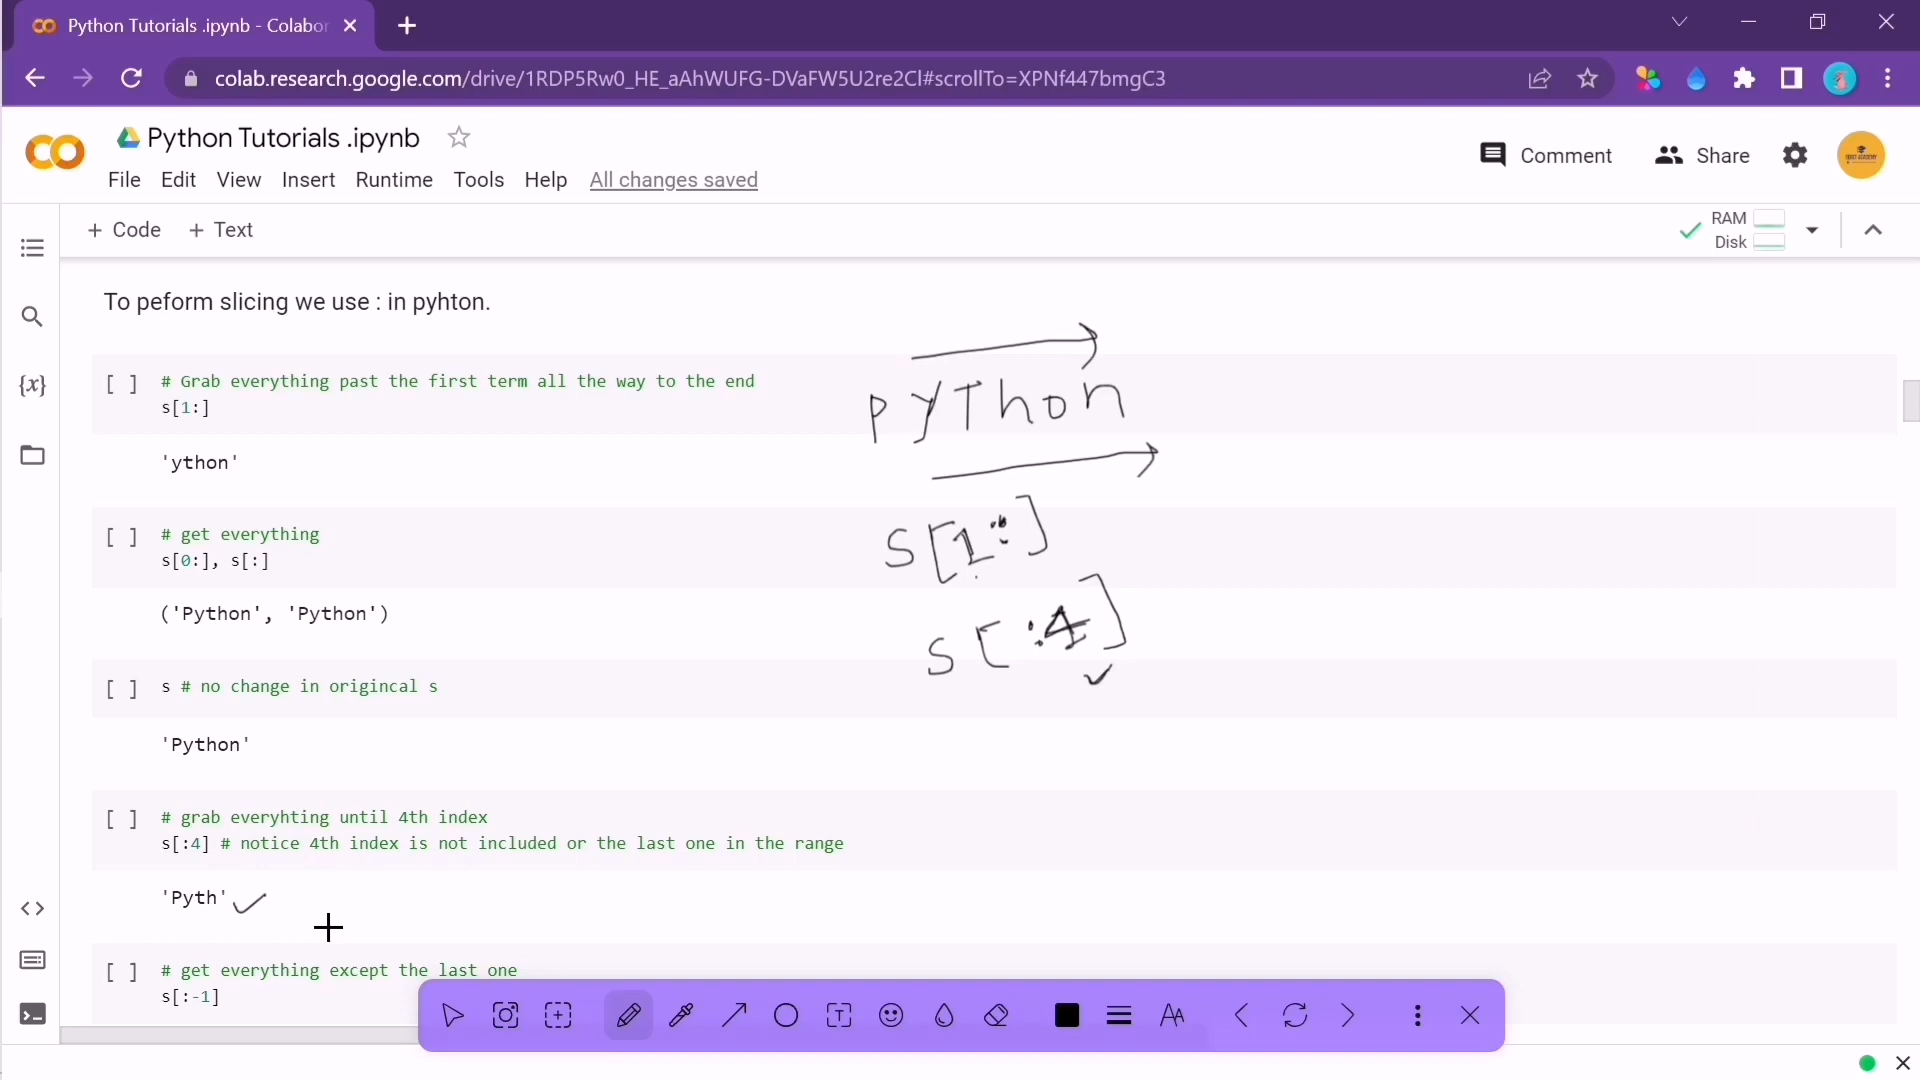 Python Tutorials .ipynb - Colabor
colab.research.google.com/drive/1RDP5Rw0_HE_aAhWUFG-DVaFW5U2re2Cl#scrollTo=XPNf447bmgC3
Python Tutorials .ipynb
Comment
Share
File Edit View Insert Runtime Tools Help All changes saved
+ Code + Text
RAM
Disk
To peform slicing we use : in pyhton.
[ ] # Grab everything past the first term all the way to the end
s[1:]
PyThon
'ython'
[ ] # get everything
s[0:], s[:]
S[1:]
('Python', 'Python')
S[:4]
[ ] s # no change in origincal s
'Python'
[ ] # grab everyhting until 4th index
s[:4] # notice 4th index is not included or the last one in the range
'Pyth'
[ ] # get everything except the last one
s[:-1]